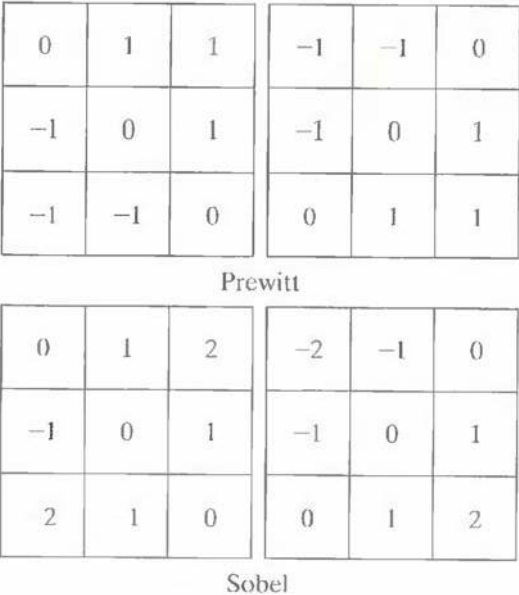 0 1 1 -1 -1 0
-1 0 1 -1 0 1
-1 -1 0 0 1 1
Prewitt
0 1 2 -2 -1 0
-1 0 1 -1 0 1
2 1 0 0 1 2
Sobel